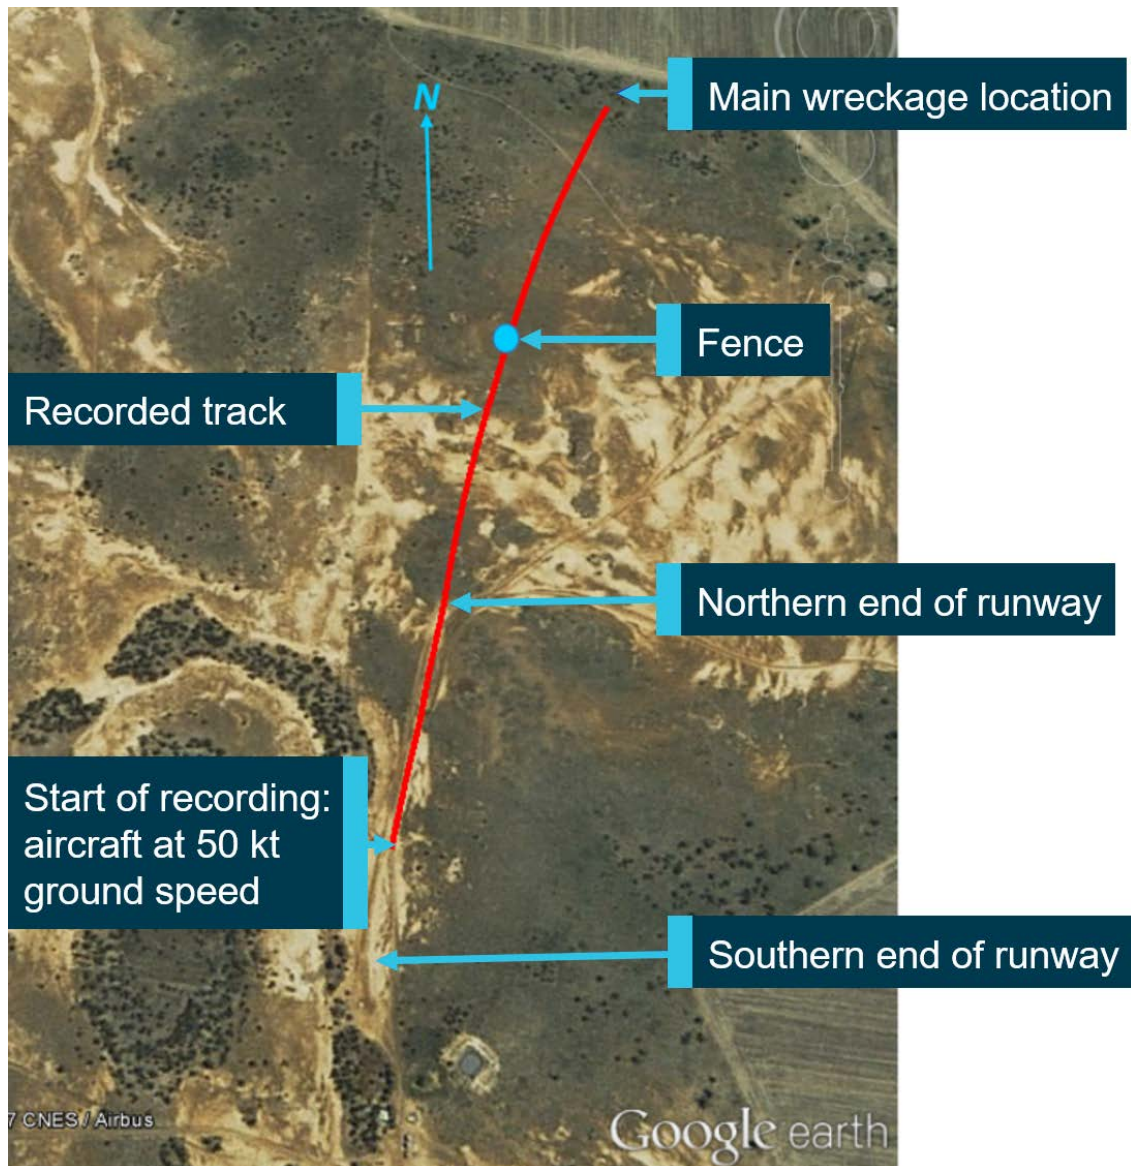 N
Main wreckage location
Fence
Recorded track
Northern end of runway
Start of recording:
aircraft at 50 kt
ground speed
Southern end of runway
7 CNES / Airbus
Google earth